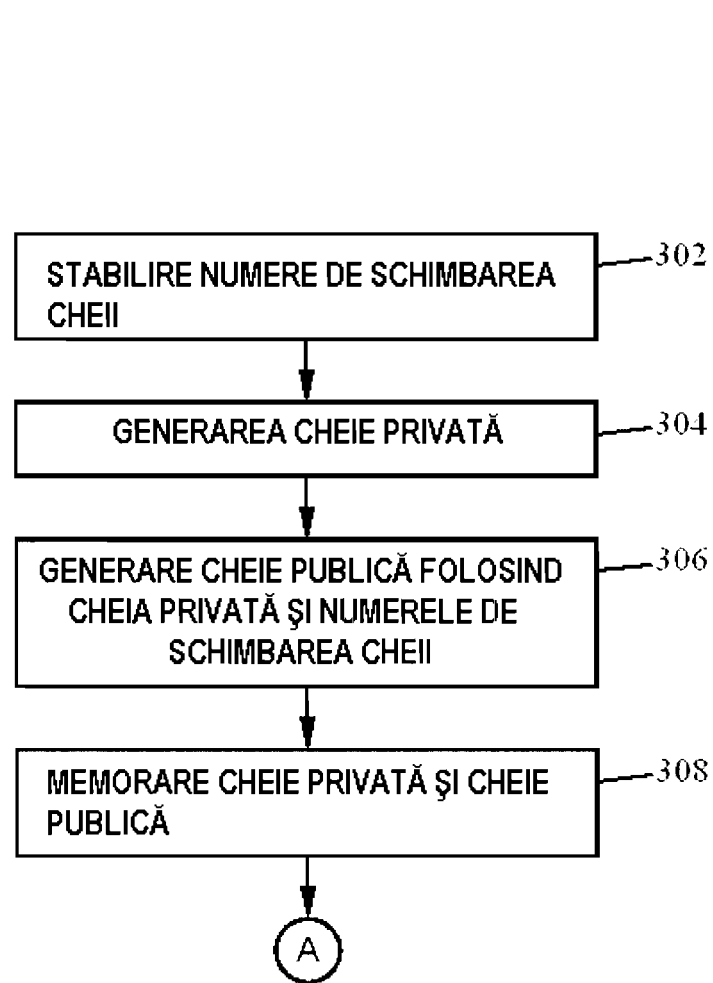 STABILIRE NUMERE DE SCHIMBAREA
CHEII
302
GENERAREA CHEIE PRIVATĂ
304
GENERARE CHEIE PUBLICĂ FOLOSIND
CHEIA PRIVATĂ ŞI NUMERELE DE
SCHIMBAREA CHEII
306
MEMORARE CHEIE PRIVATĂ ŞI CHEIE
PUBLICĂ
308
A